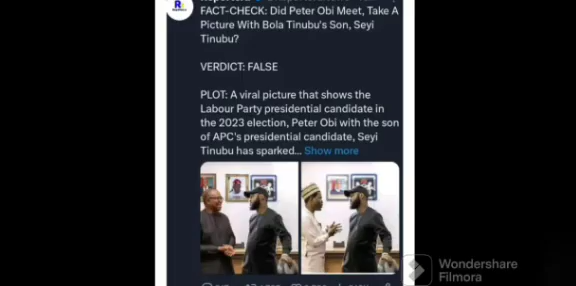 FACT-CHECK: Did Peter Obi Meet, Take A
Picture With Bola Tinubu's Son, Seyi
Tinubu?
VERDICT: FALSE
PLOT: A viral picture that shows the
Labour Party presidential candidate in
the 2023 election, Peter Obi with the son
of APC's presidential candidate, Seyi
Tinubu has sparked... Show more
Wondershare
Filmora